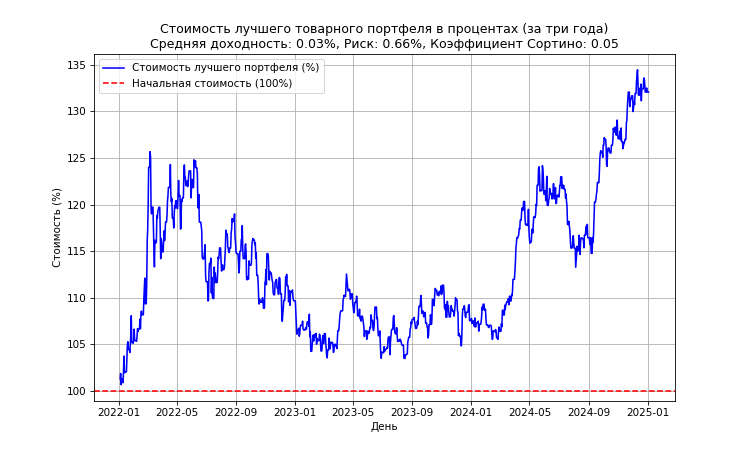 Стоимость лучшего товарного портфеля в процентах (за три года)
Средняя доходность: 0.03%, Риск: 0.66%, Коэффициент Сортино: 0.05
Стоимость лучшего портфеля (%)
Начальная стоимость (100%)
Стоимость (%)
135
130
125
120
115
110
105
100
2022-01 2022-05 2022-09 2023-01 2023-05 2023-09 2024-01 2024-05 2024-09 2025-01
День